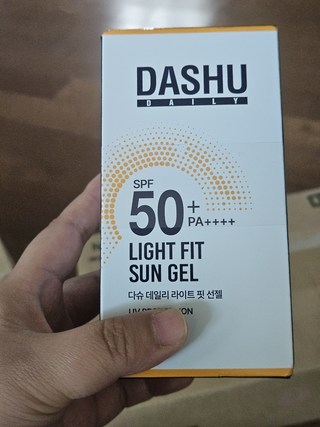 DASHU
DAILY
SPF
50+
PA++++
LIGHT FIT
SUN GEL
다슈 데일리 라이트 핏 선젤
UV